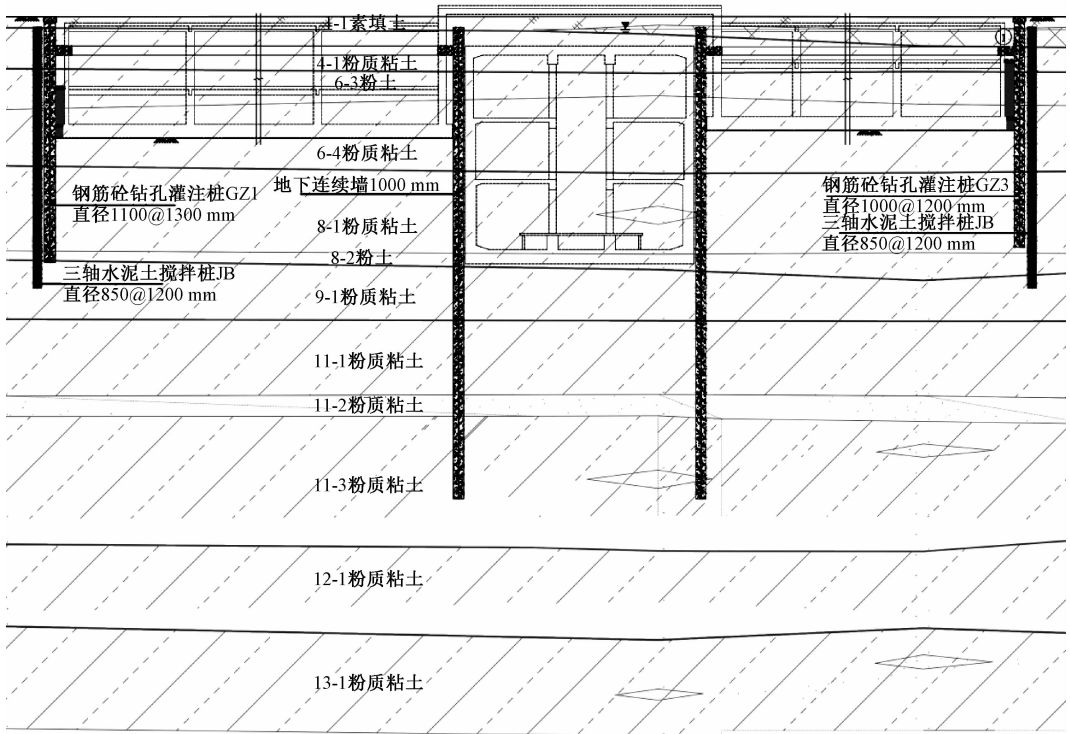 4-1素填土
1
4-1粉质粘土
6-3粉土
6-4粉质粘土
钢筋砼钻孔灌注桩GZ1
直径1100@1300 mm
地下连续墙1000 mm
钢筋砼钻孔灌注桩GZ3
直径1000@1200 mm
三轴水泥土搅拌桩JB
直径850@1200 mm
8-1粉质粘土
8-2粉土
三轴水泥土搅拌桩JB
直径850@1200 mm
9-1粉质粘土
11-1粉质粘土
11-2粉质粘土
11-3粉质粘土
12-1粉质粘土
13-1粉质粘土